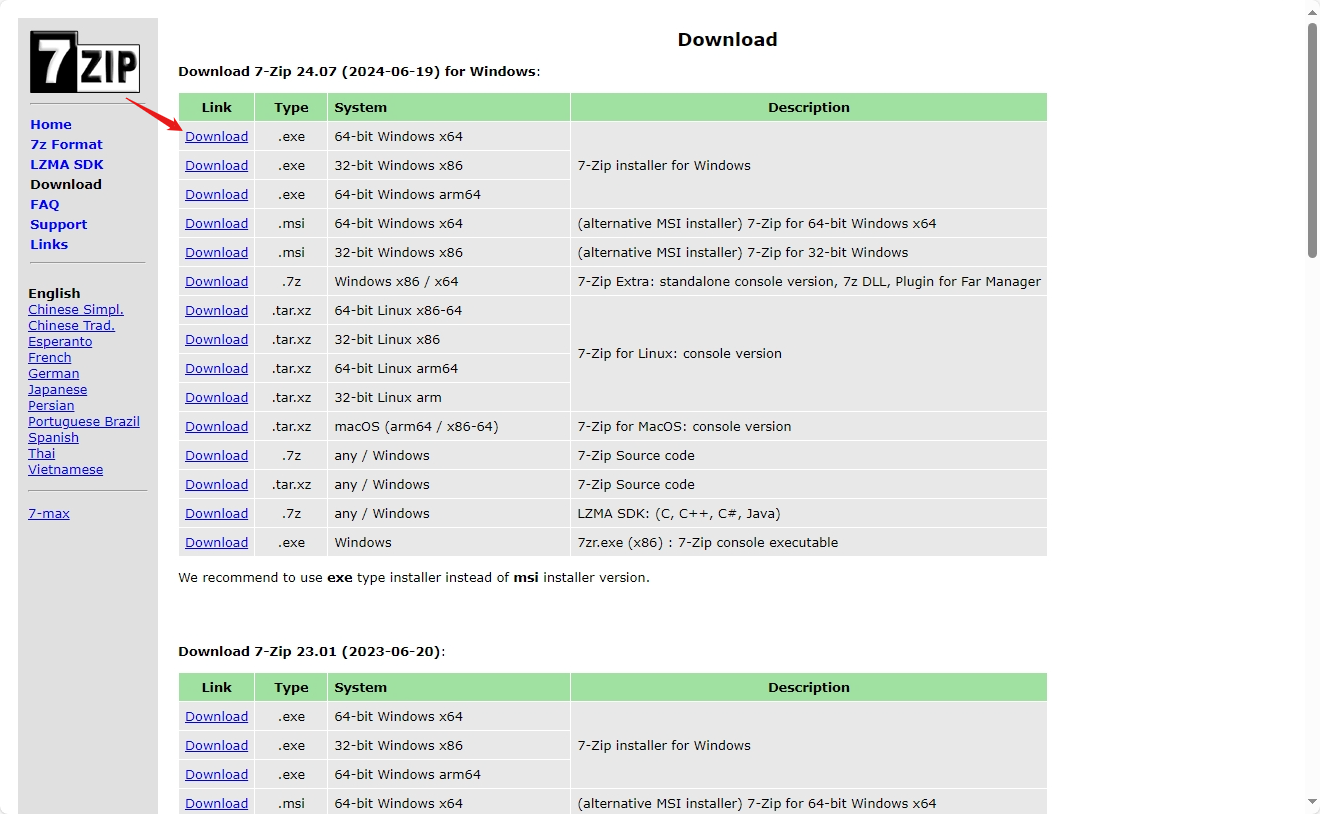 7ZIP
Home
7z Format
LZMA SDK
Download
FAQ
Support
Links
English
Chinese Simpl.
Chinese Trad.
Esperanto
French
German
Japanese
Persian
Portuguese Brazil
Spanish
Thai
Vietnamese
7-max
Download
Download 7-Zip 24.07 (2024-06-19) for Windows:
Link Type System Description
Download .exe 64-bit Windows x64
Download .exe 32-bit Windows x86 7-Zip installer for Windows
Download .exe 64-bit Windows arm64
Download .msi 64-bit Windows x64 (alternative MSI installer) 7-Zip for 64-bit Windows x64
Download .msi 32-bit Windows x86 (alternative MSI installer) 7-Zip for 32-bit Windows
Download .7z Windows x86 / x64 7-Zip Extra: standalone console version, 7z DLL, Plugin for Far Manager
Download .tar.xz 64-bit Linux x86-64
Download .tar.xz 32-bit Linux x86
7-Zip for Linux: console version
Download .tar.xz 64-bit Linux arm64
Download .tar.xz 32-bit Linux arm
Download .tar.xz macOS (arm64 / x86-64) 7-Zip for MacOS: console version
Download .7z any / Windows 7-Zip Source code
Download .tar.xz any / Windows 7-Zip Source code
Download .7z any / Windows LZMA SDK: (C, C++, C#, Java)
Download .exe Windows 7zr.exe (x86) : 7-Zip console executable
We recommend to use exe type installer instead of msi installer version.
Download 7-Zip 23.01 (2023-06-20):
Link Type System Description
Download .exe 64-bit Windows x64
Download .exe 32-bit Windows x86 7-Zip installer for Windows
Download .exe 64-bit Windows arm64
Download .msi 64-bit Windows x64 (alternative MSI installer) 7-Zip for 64-bit Windows x64